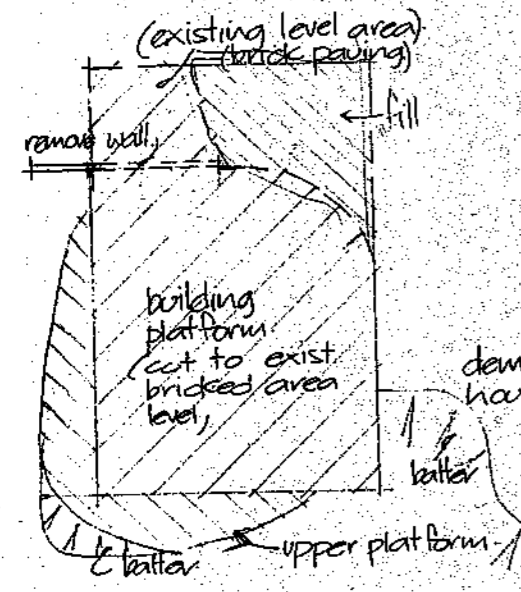 (existing level area)
(brick paving)
fill
remove wall,
building
platform
(cut to exist.
bricked area
level,
dem
hou
batter
upper platform
batter